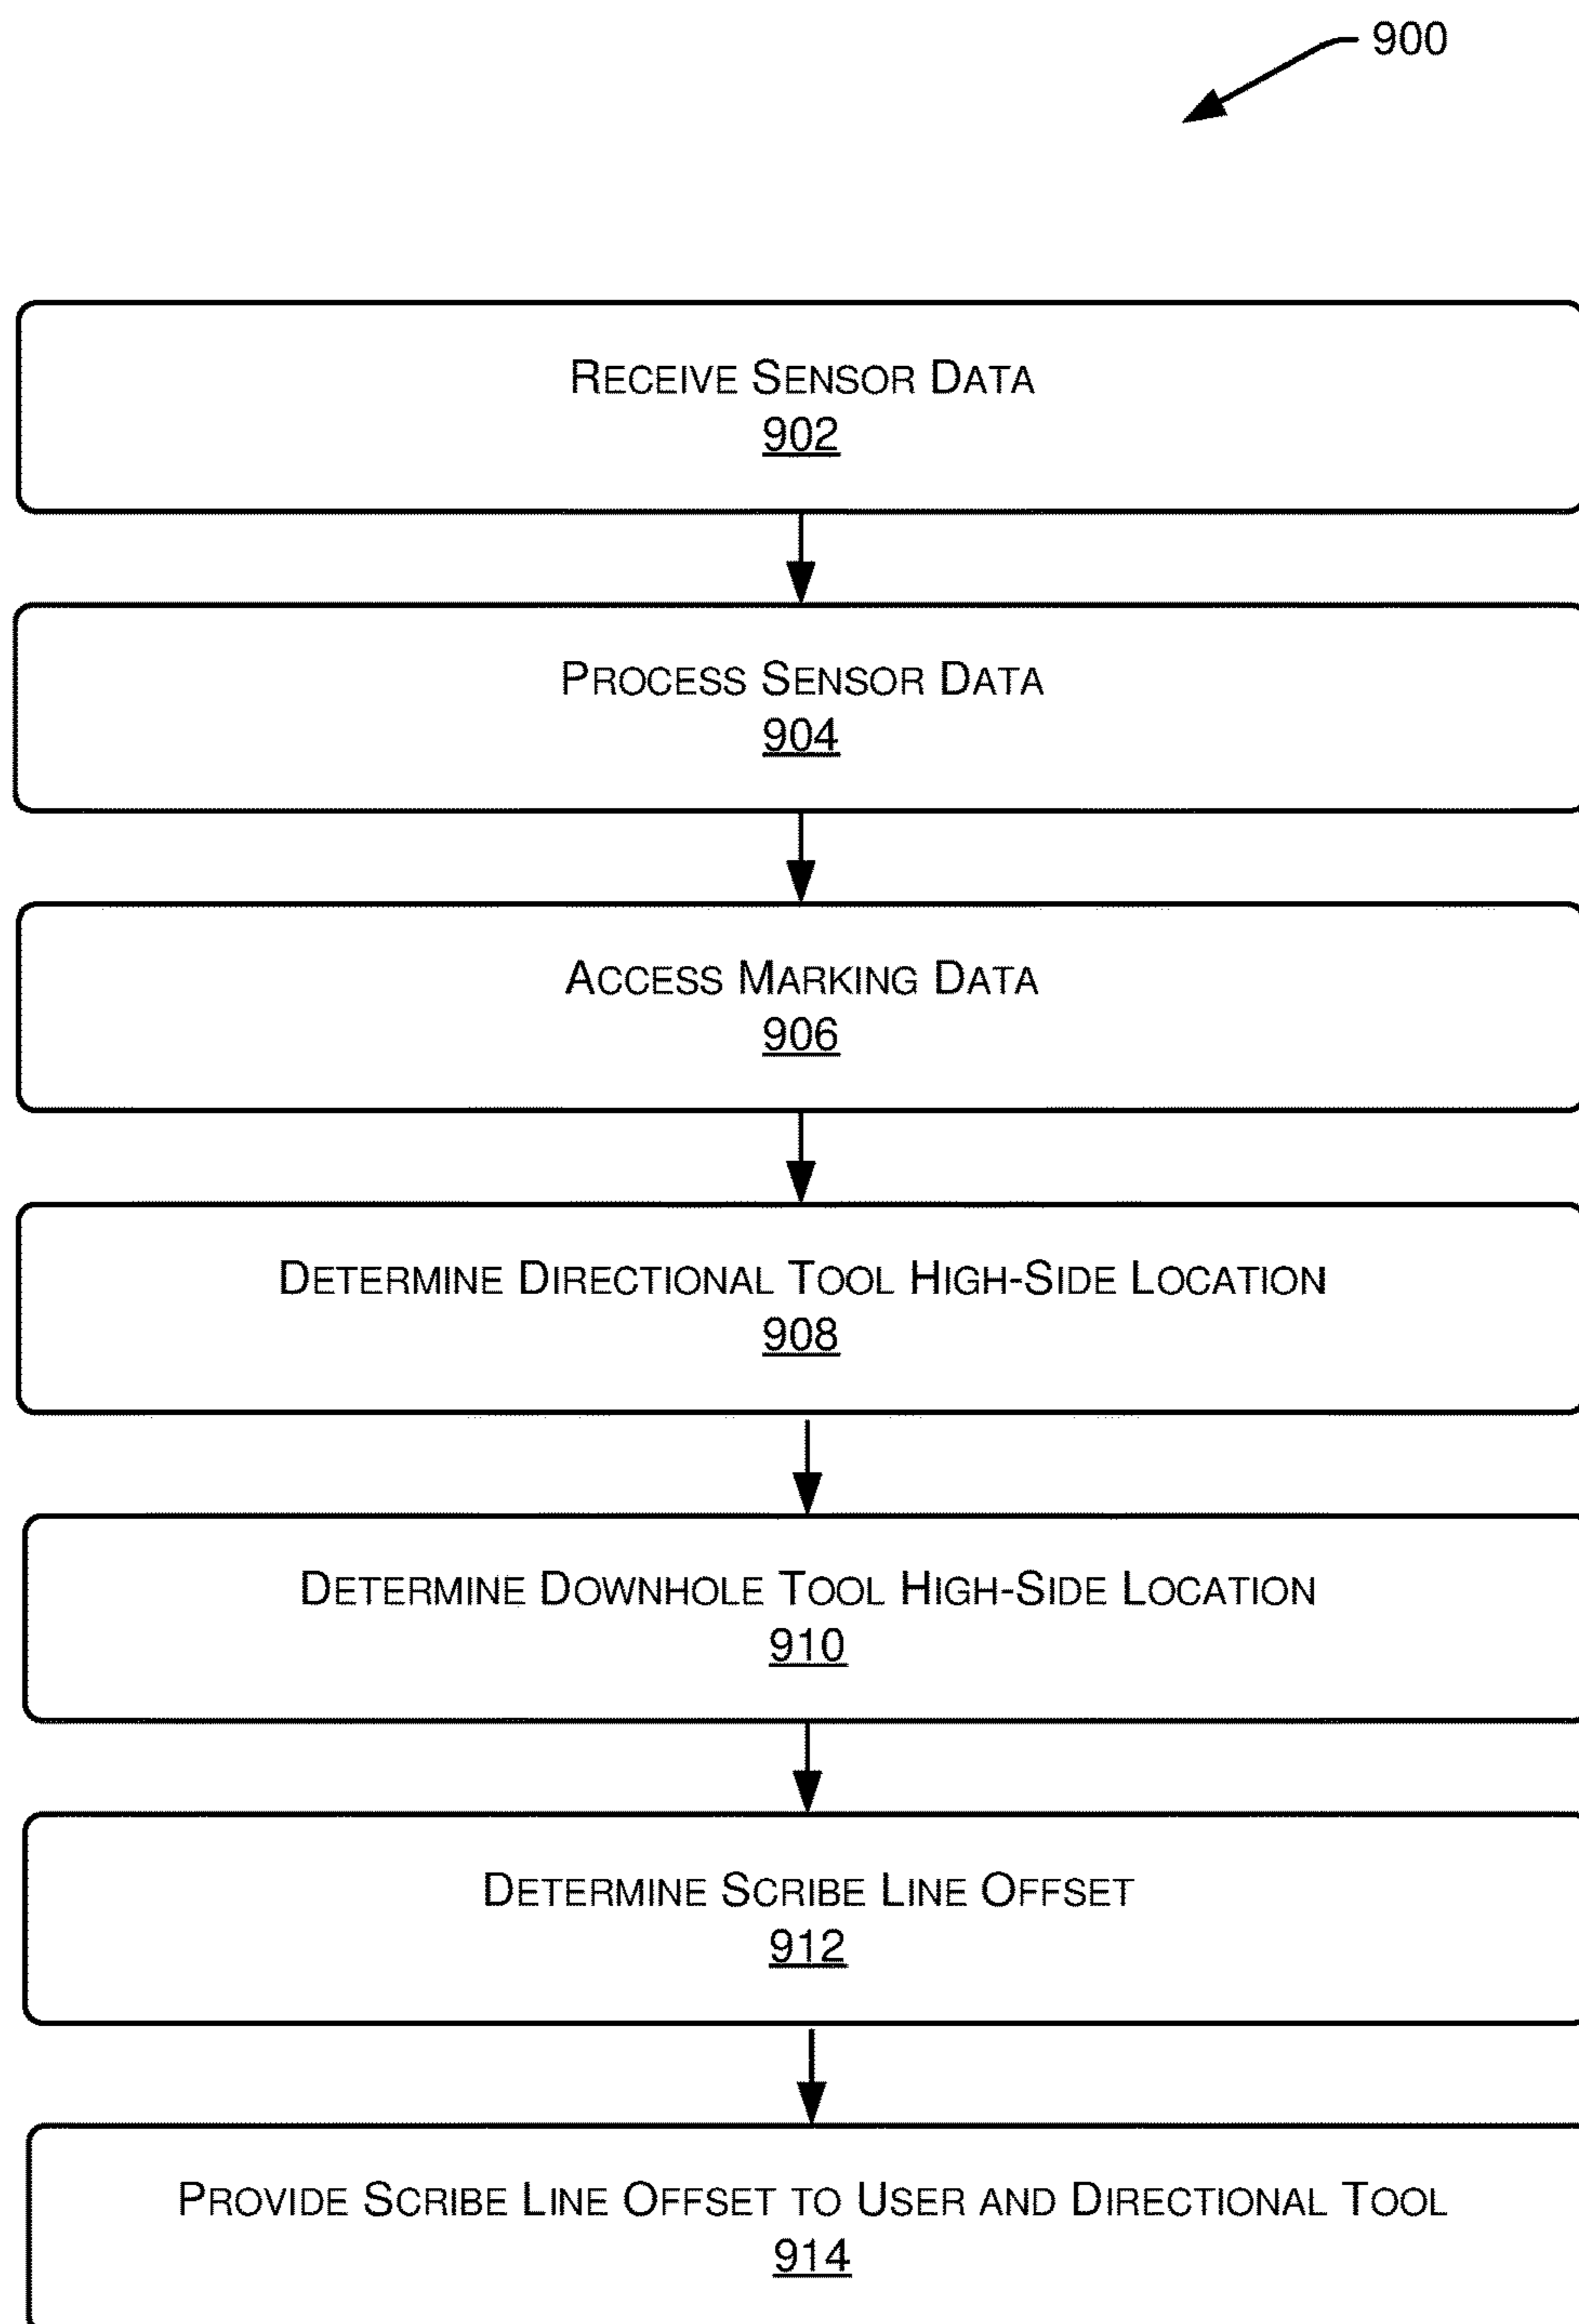 900
RECEIVE SENSOR DATA
902
PROCESS SENSOR DATA
904
ACCESS MARKING DATA
906
DETERMINE DIRECTIONAL TOOL HIGH-SIDE LOCATION
908
DETERMINE DOWNHOLE TOOL HIGH-SIDE LOCATION
910
DETERMINE SCRIBE LINE OFFSET
912
PROVIDE SCRIBE LINE OFFSET TO USER AND DIRECTIONAL TOOL
914